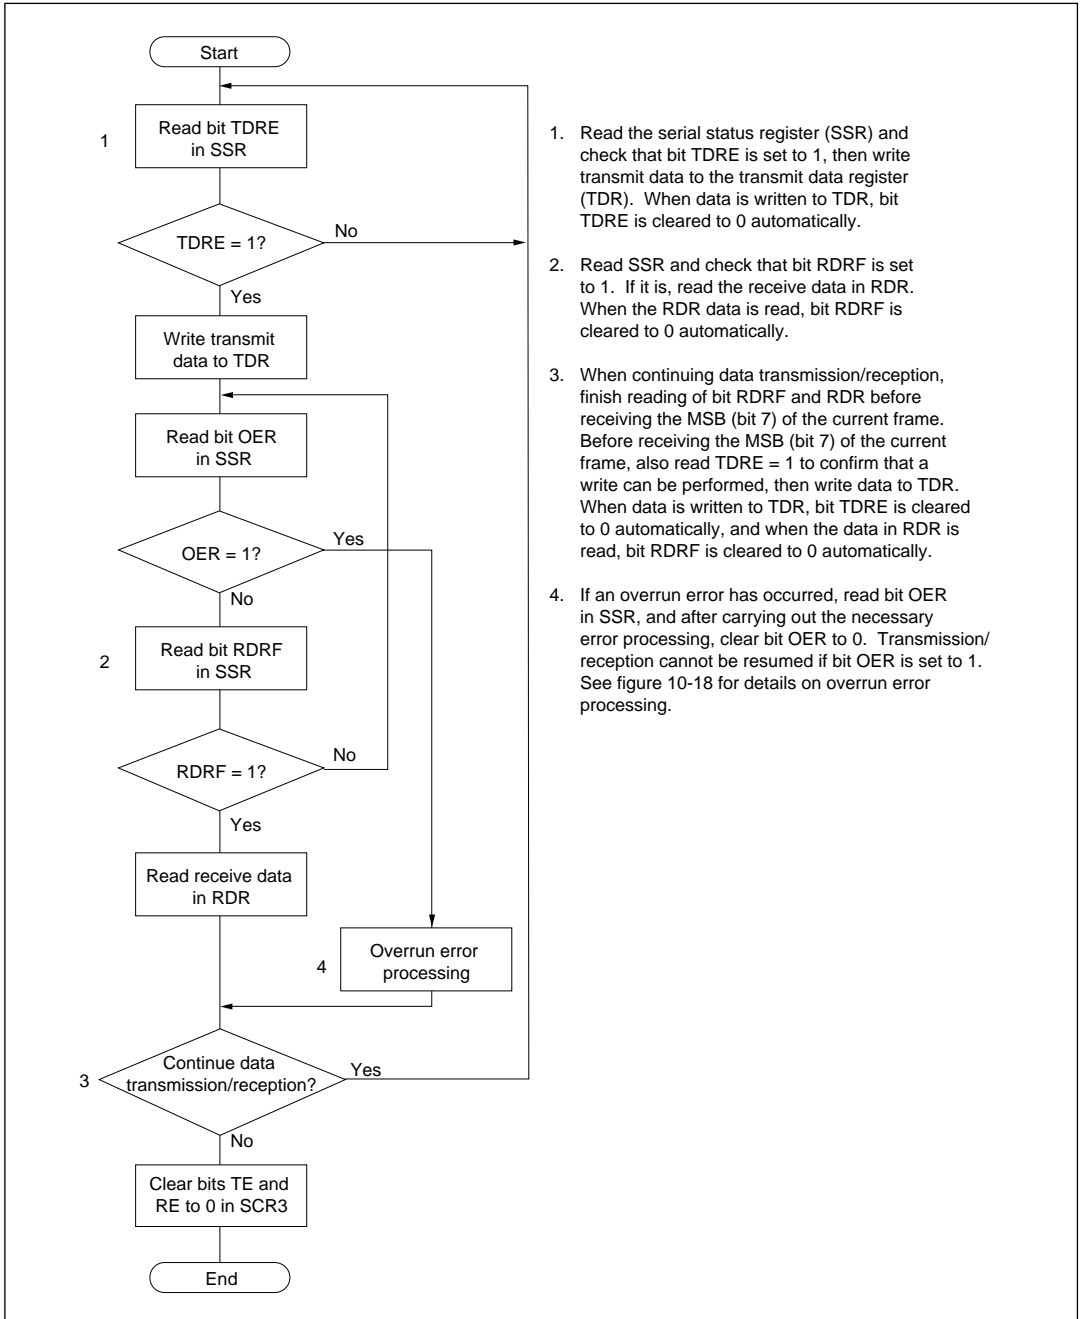 Start
1
Read bit TDRE
in SSR
TDRE = 1?
No
Yes
Write transmit
data to TDR
Read bit OER
in SSR
OER = 1?
Yes
No
2
Read bit RDRF
in SSR
RDRF = 1?
No
Yes
Read receive data
in RDR
4
Overrun error
processing
3
Continue data
transmission/reception?
Yes
No
Clear bits TE and
RE to 0 in SCR3
End
1. Read the serial status register (SSR) and
check that bit TDRE is set to 1, then write
transmit data to the transmit data register
(TDR). When data is written to TDR, bit
TDRE is cleared to 0 automatically.
2. Read SSR and check that bit RDRF is set
to 1. If it is, read the receive data in RDR.
When the RDR data is read, bit RDRF is
cleared to 0 automatically.
3. When continuing data transmission/reception,
finish reading of bit RDRF and RDR before
receiving the MSB (bit 7) of the current frame.
Before receiving the MSB (bit 7) of the current
frame, also read TDRE = 1 to confirm that a
write can be performed, then write data to TDR.
When data is written to TDR, bit TDRE is cleared
to 0 automatically, and when the data in RDR is
read, bit RDRF is cleared to 0 automatically.
4. If an overrun error has occurred, read bit OER
in SSR, and after carrying out the necessary
error processing, clear bit OER to 0. Transmission/
reception cannot be resumed if bit OER is set to 1.
See figure 10-18 for details on overrun error
processing.